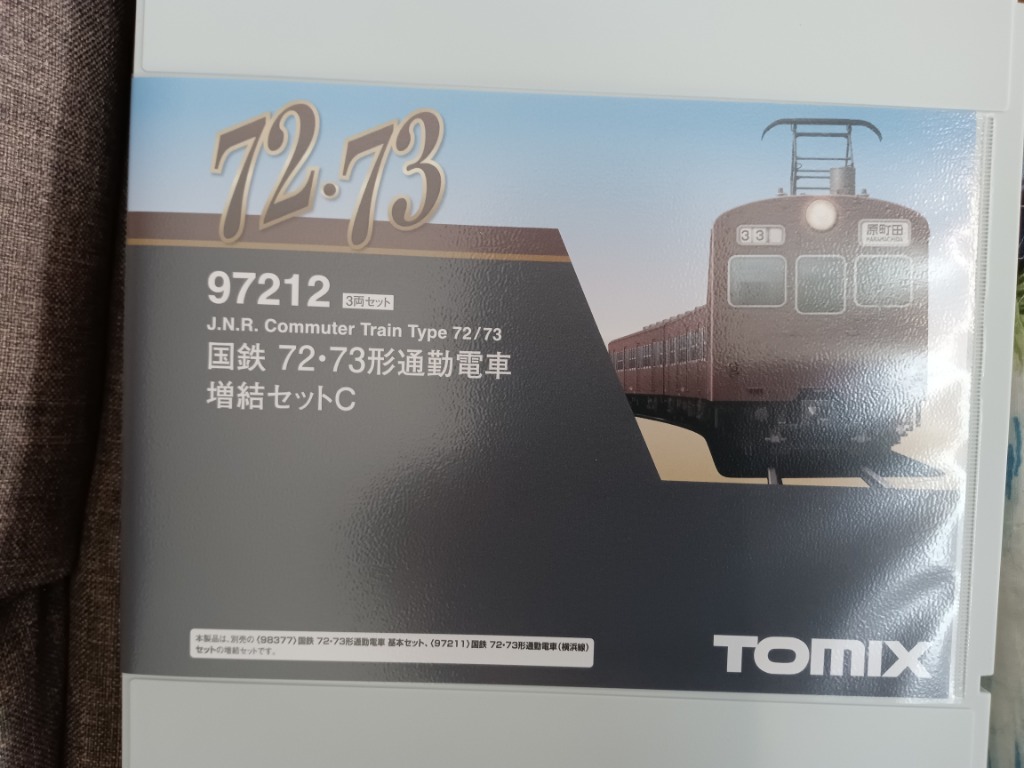 72・73
97212 3両セット
J.N.R. Commuter Train Type 72/73
国鉄 72・73形通勤電車
増結セットC
33
原町田
HARAMACHIDA
本製品は、別売の〈98377〉国鉄 72・73形通勤電車 基本セット、〈97211〉国鉄 72・73形通勤電車(横浜線)
セットの増結セットです。
TOMIX